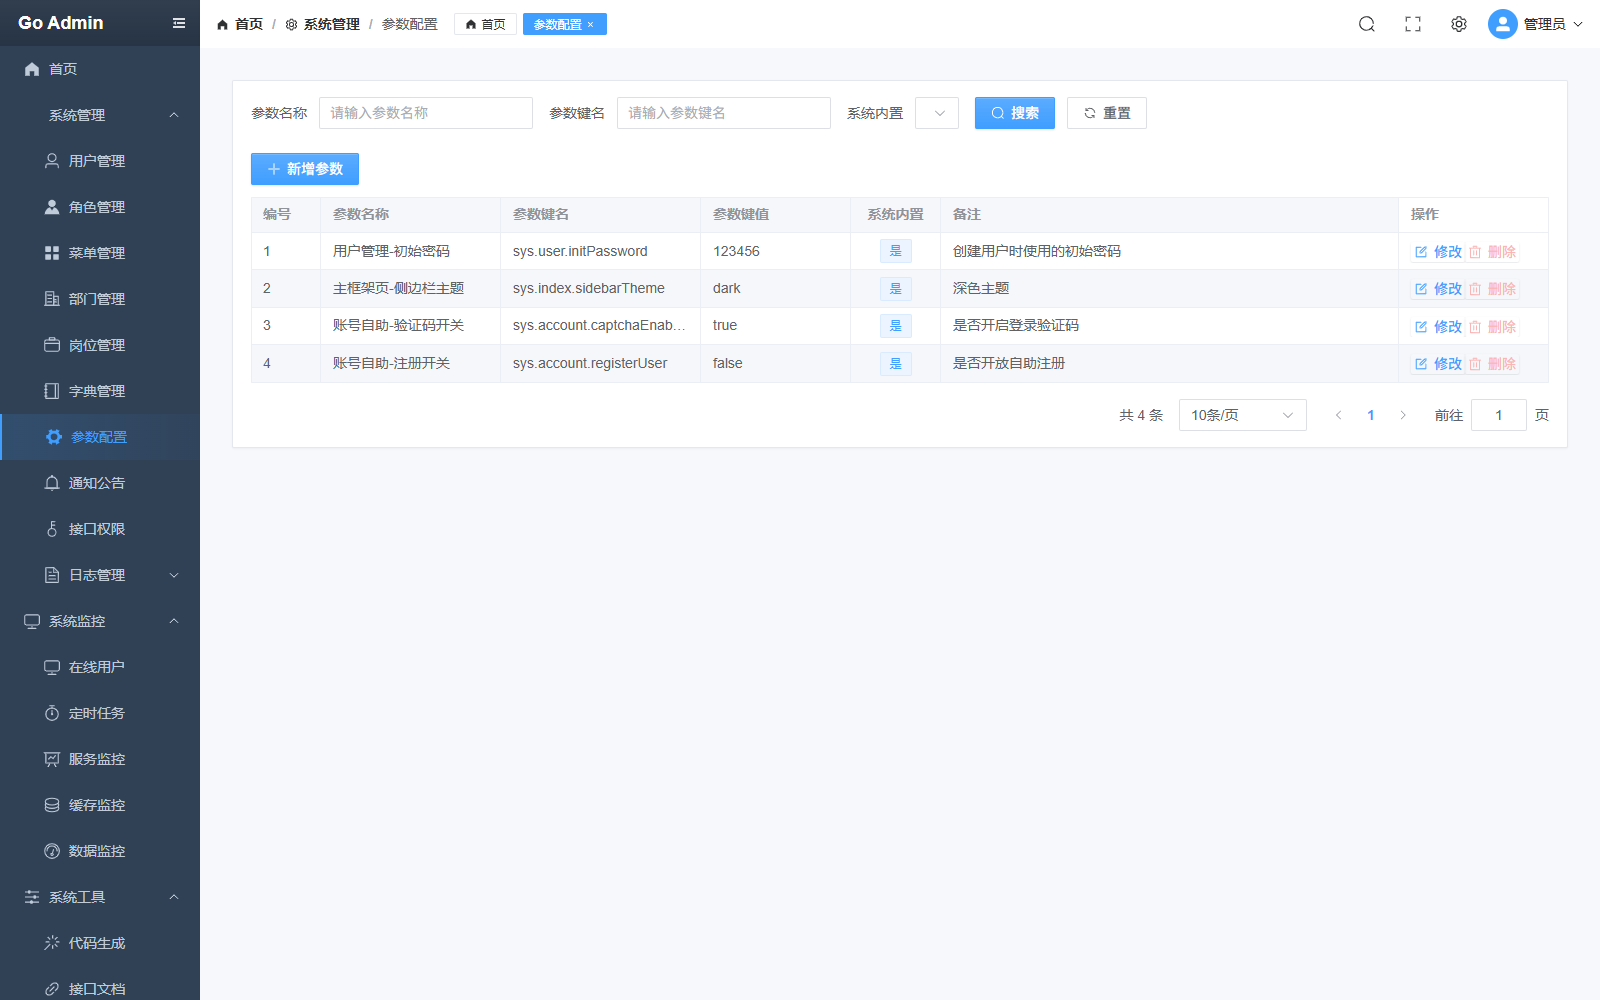 Go Admin
首页
系统管理
用户管理
角色管理
菜单管理
部门管理
岗位管理
字典管理
参数配置
通知公告
接口权限
日志管理
系统监控
在线用户
定时任务
服务监控
缓存监控
数据监控
系统工具
代码生成
接口文档
首页 / 系统管理 / 参数配置 首页 参数配置 × 管理员
参数名称 请输入参数名称 参数键名 请输入参数键名 系统内置 搜索 重置
新增参数
编号 参数名称 参数键名 参数键值 系统内置 备注 操作
1 用户管理-初始密码 sys.user.initPassword 123456 是 创建用户时使用的初始密码 修改 删除
2 主框架页-侧边栏主题 sys.index.sidebarTheme dark 是 深色主题 修改 删除
3 账号自助-验证码开关 sys.account.captchaEnab... true 是 是否开启登录验证码 修改 删除
4 账号自助-注册开关 sys.account.registerUser false 是 是否开放自助注册 修改 删除
共 4 条 10条/页 1 前往 1 页